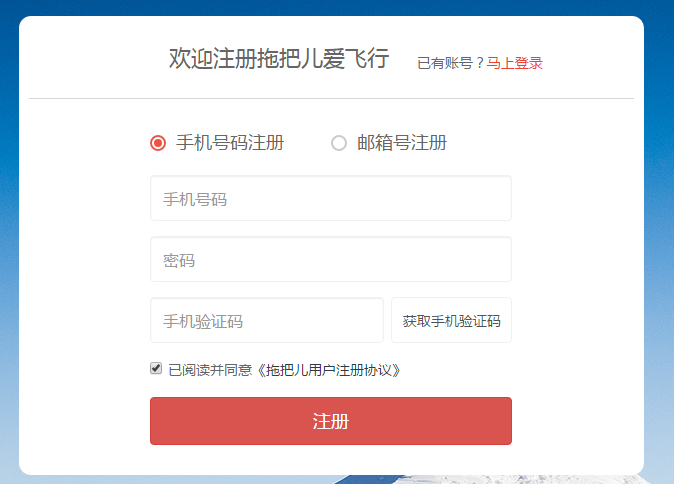 欢迎注册拖把儿爱飞行 已有账号？马上登录
手机号码注册 邮箱号注册
手机号码
密码
手机验证码 获取手机验证码
已阅读并同意《拖把儿用户注册协议》
注册